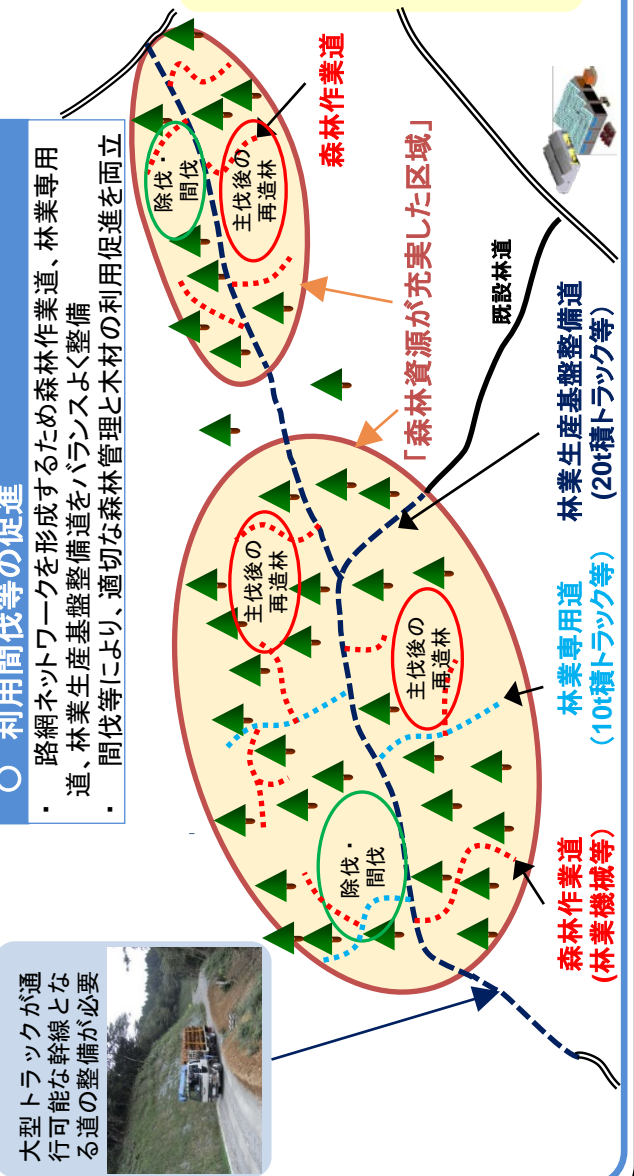 ○ 利用間伐等の促進
・ 路網ネットワークを形成するため森林作業道、林業専用
道、林業生産基盤整備道をバランスよく整備
・ 間伐等により、適切な森林管理と木材の利用促進を両立
大型トラックが通
行可能な幹線とな
る道の整備が必要
除伐・
間伐
主伐後の
再造林
主伐後の
再造林
除伐・
間伐
主伐後の
再造林
森林作業道
「森林資源が充実した区域」
既設林道
森林作業道
(林業機械等)
林業専用道
(10t積トラック等)
林業生産基盤整備道
(20t積トラック等)